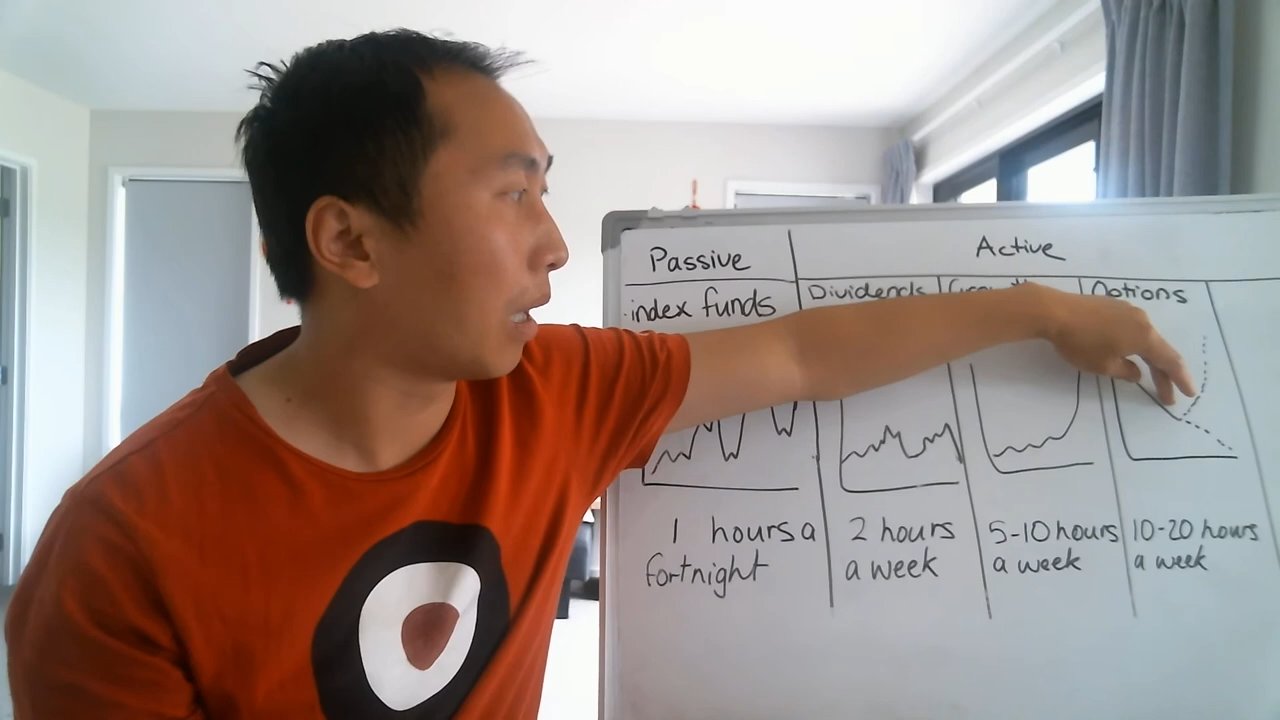 Passive
Active
index funds
Dividends
Options
1 hours a
fortnight
2 hours
a week
5-10 hours
a week
10-20 hours
a week